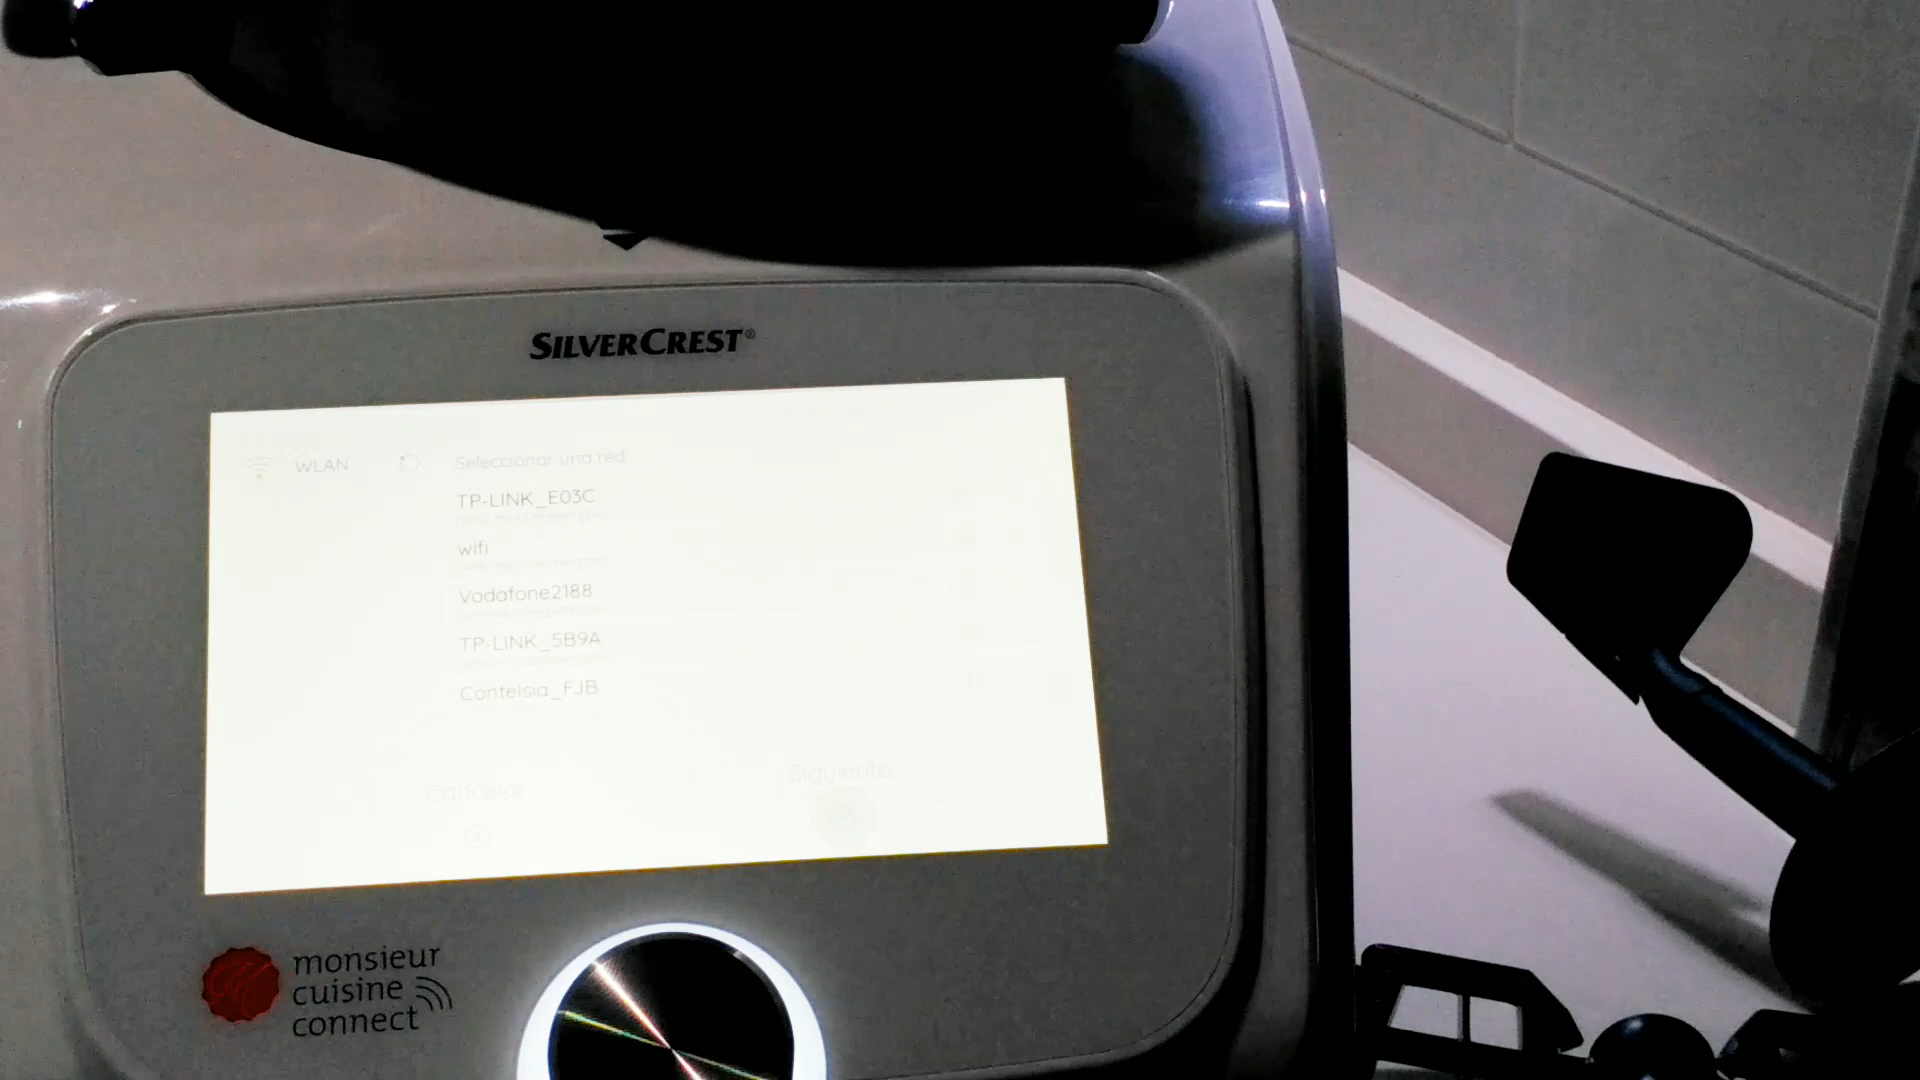 SILVERCREST®
WLAN
Seleccionar una red...
TP-LINK_E03C
wifi
Vodafone2188
TP-LINK_5B9A
Contelsia_FJB
Cancelar
Siguiente
monsieur
cuisine
connect